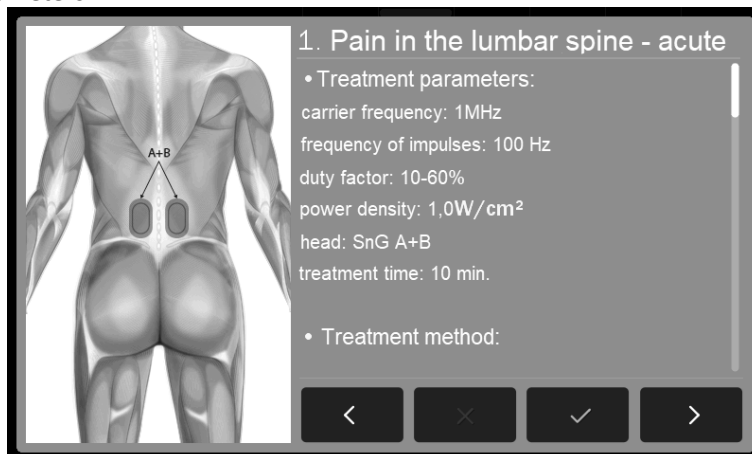 1. Pain in the lumbar spine - acute
• Treatment parameters:
carrier frequency: 1MHz
frequency of impulses: 100 Hz
duty factor: 10-60%
power density: 1,0W/cm²
head: SnG A+B
treatment time: 10 min.
• Treatment method:
A+B